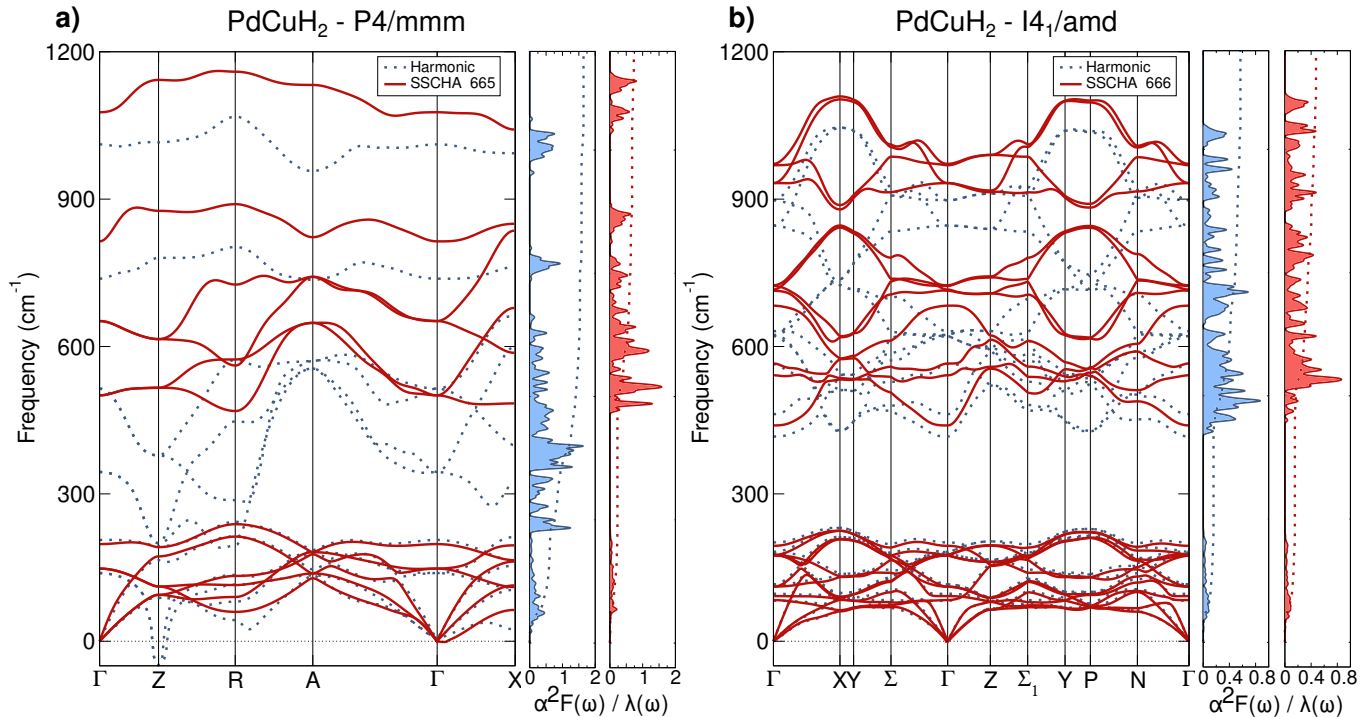 a) PdCuH₂ - P4/mmm
Harmonic
SSCHA 665
Frequency (cm⁻¹)
1200
900
600
300
0
Γ Z R A Γ X
0 1 2 0 1 2
α²F(ω) / λ(ω)
b) PdCuH₂ - I4₁/amd
Harmonic
SSCHA 666
Frequency (cm⁻¹)
1200
900
600
300
0
Γ X Y Σ Γ Z Σ₁ Y P N Γ
0 0.4 0.8 0 0.4 0.8
α²F(ω) / λ(ω)